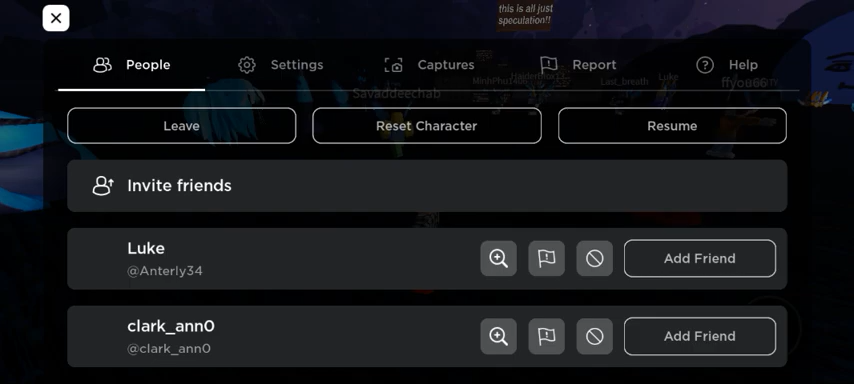 this is all just
speculation!!
People
Settings
Captures
Report
Help
MinhPho
Last_breath
Luke
Savaddeechab
Leave
Reset Character
Resume
Invite friends
Luke
@Anterly34
Add Friend
clark_ann0
@clark_ann0
Add Friend